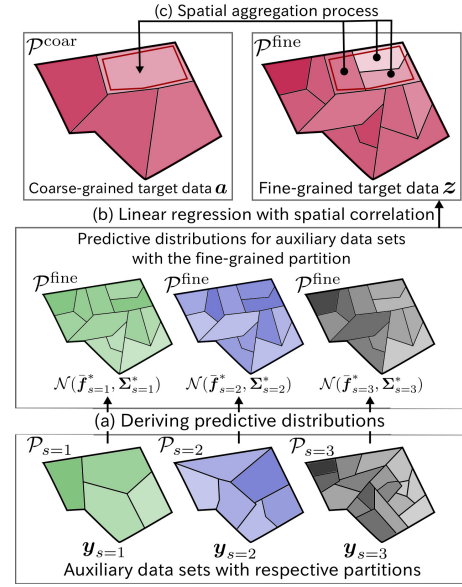 (c) Spatial aggregation process
𝒫^coar
𝒫^fine
Coarse-grained target data 𝒂
Fine-grained target data 𝒛
(b) Linear regression with spatial correlation
Predictive distributions for auxiliary data sets
with the fine-grained partition
𝒫^fine 𝒫^fine 𝒫^fine
𝒩(f̄*_{s=1}, Σ*_{s=1}) 𝒩(f̄*_{s=2}, Σ*_{s=2}) 𝒩(f̄*_{s=3}, Σ*_{s=3})
(a) Deriving predictive distributions
𝒫_{s=1} 𝒫_{s=2} 𝒫_{s=3}
𝒚_{s=1} 𝒚_{s=2} 𝒚_{s=3}
Auxiliary data sets with respective partitions